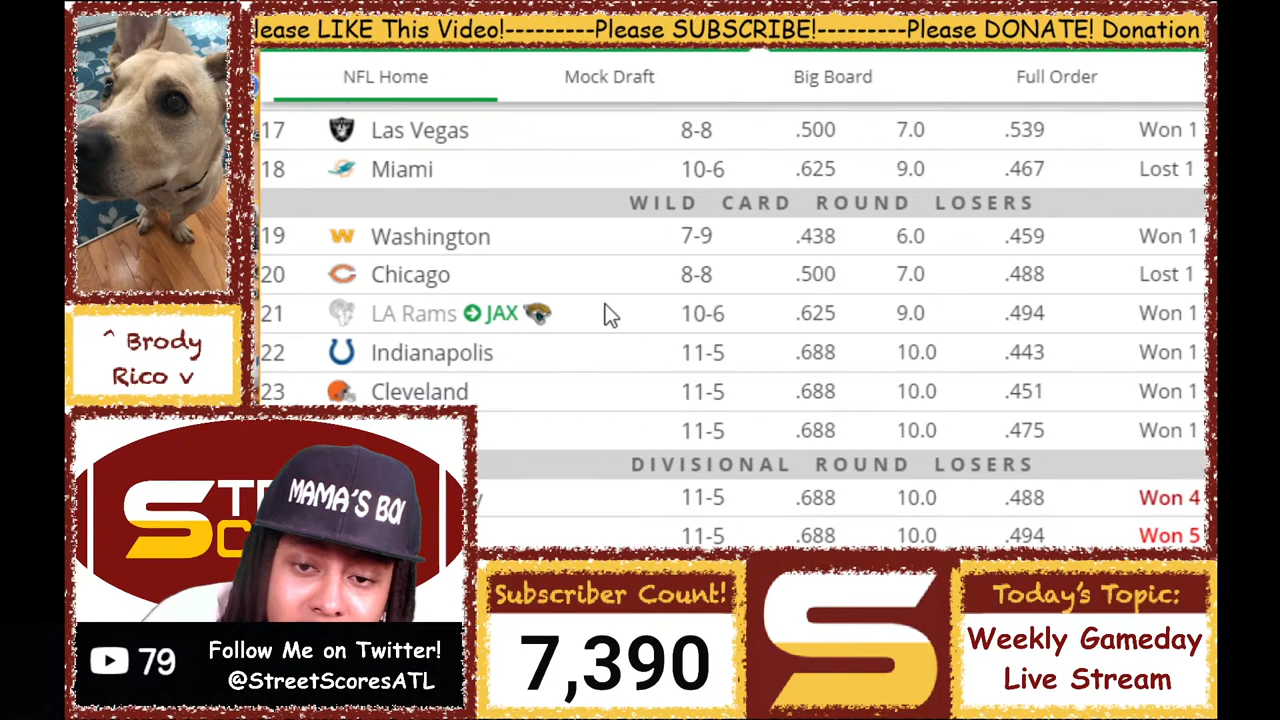 lease LIKE This Video!---------Please SUBSCRIBE!---------Please DONATE! Donation
NFL Home Mock Draft Big Board Full Order
17 Las Vegas 8-8 .500 7.0 .539 Won 1
18 Miami 10-6 .625 9.0 .467 Lost 1
WILD CARD ROUND LOSERS
19 Washington 7-9 .438 6.0 .459 Won 1
20 Chicago 8-8 .500 7.0 .488 Lost 1
21 LA Rams JAX 10-6 .625 9.0 .494 Won 1
22 Indianapolis 11-5 .688 10.0 .443 Won 1
23 Cleveland 11-5 .688 10.0 .451 Won 1
11-5 .688 10.0 .475 Won 1
DIVISIONAL ROUND LOSERS
11-5 .688 10.0 .488 Won 4
11-5 .688 10.0 .494 Won 5
^ Brody
Rico v
MAMA'S BOY
79
Follow Me on Twitter!
@StreetScoresATL
Subscriber Count!
7,390
S
Today's Topic:
Weekly Gameday
Live Stream